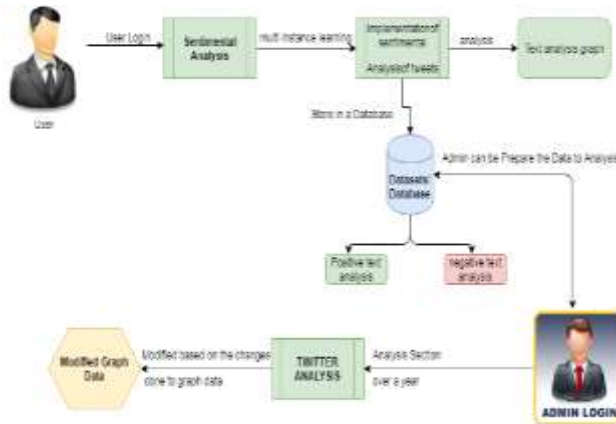 User Login
Sentimental
Analysis
multi-instance learning
Implementation of
sentimental
Analysis of tweets
analysis
Text analysis graph
User
Store in a Database
Admin can be Prepare the Data to Analysis
Datasets
Database
Positive text
analysis
negative text
analysis
Modified Graph
Data
Modified based on the changes
done to graph data
TWITTER
ANALYSIS
Analysis Section
over a year
ADMIN LOGIN